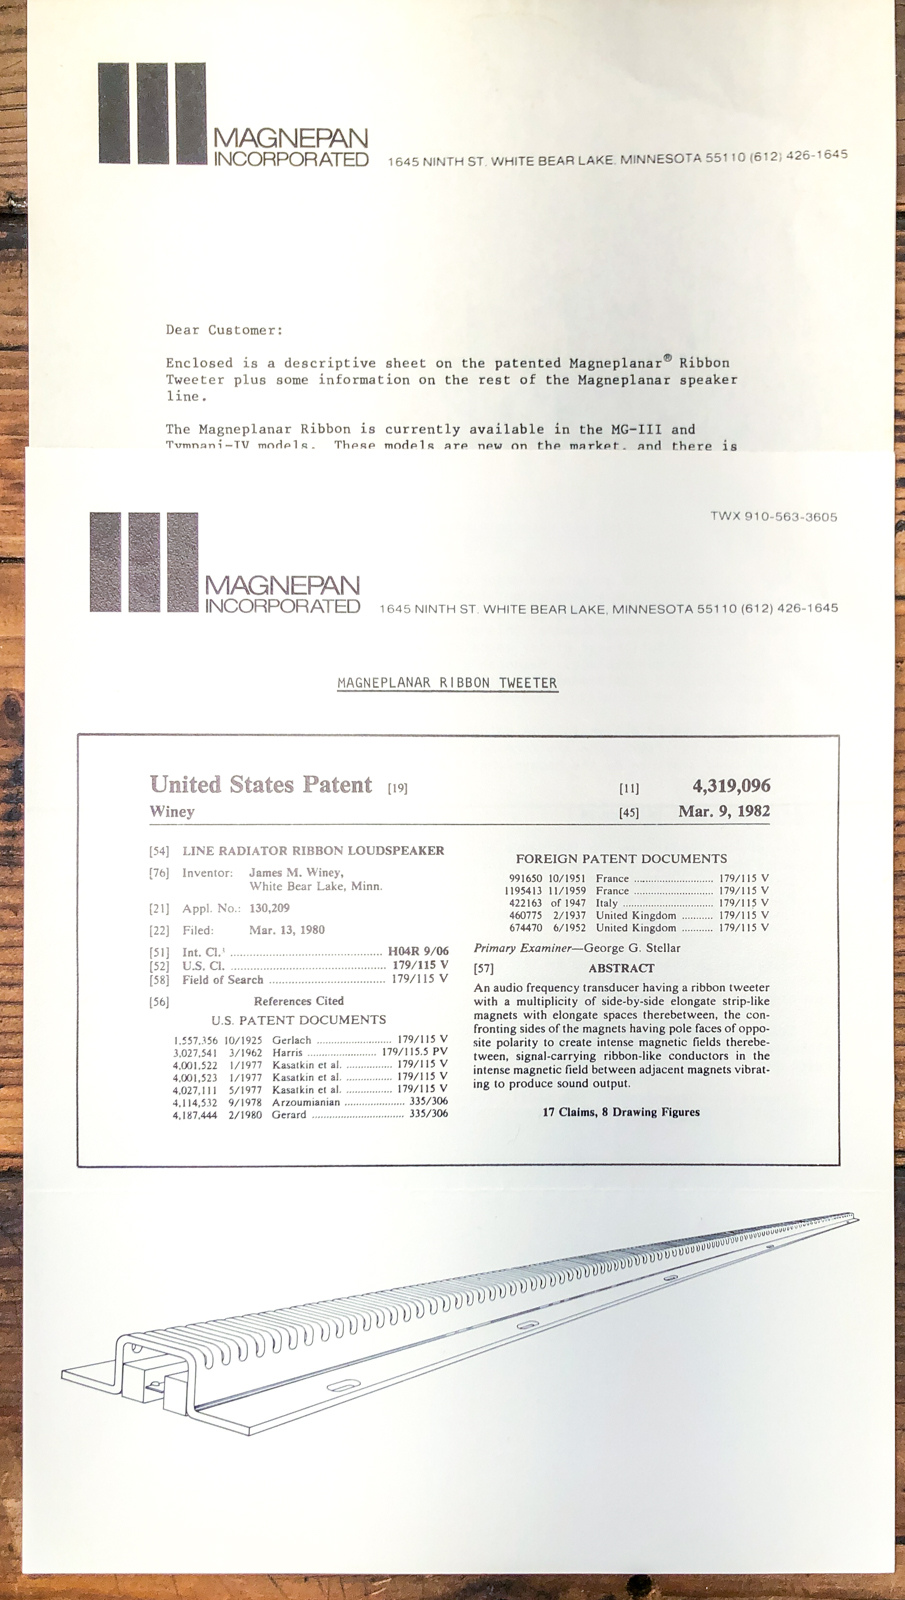 MAGNEPAN
INCORPORATED 1645 NINTH ST. WHITE BEAR LAKE, MINNESOTA 55110 (612) 426-1645
Dear Customer:
Enclosed is a descriptive sheet on the patented Magneplanar® Ribbon
Tweeter plus some information on the rest of the Magneplanar speaker
line.
The Magneplanar Ribbon is currently available in the MG-III and
Tympani-IV models. These models are new on the market, and there is
TWX 910-563-3605
MAGNEPAN
INCORPORATED 1645 NINTH ST. WHITE BEAR LAKE, MINNESOTA 55110 (612) 426-1645
MAGNEPLANAR RIBBON TWEETER
United States Patent [19]
Winey
[11] 4,319,096
[45] Mar. 9, 1982
[54] LINE RADIATOR RIBBON LOUDSPEAKER
[76] Inventor: James M. Winey,
White Bear Lake, Minn.
[21] Appl. No.: 130,209
[22] Filed: Mar. 13, 1980
[51] Int. Cl.³ ........ H04R 9/06
[52] U.S. Cl. ........ 179/115 V
[58] Field of Search ........ 179/115 V
[56] References Cited
U.S. PATENT DOCUMENTS
1,557,356 10/1925 Gerlach ........ 179/115 V
3,027,541 3/1962 Harris ........ 179/115.5 PV
4,001,522 1/1977 Kasatkin et al. ........ 179/115 V
4,001,523 1/1977 Kasatkin et al. ........ 179/115 V
4,027,111 5/1977 Kasatkin et al. ........ 179/115 V
4,114,532 9/1978 Arzoumianian ........ 335/306
4,187,444 2/1980 Gerard ........ 335/306
FOREIGN PATENT DOCUMENTS
991650 10/1951 France ........ 179/115 V
1195413 11/1959 France ........ 179/115 V
422163 of 1947 Italy ........ 179/115 V
460775 2/1937 United Kingdom ........ 179/115 V
674470 6/1952 United Kingdom ........ 179/115 V
Primary Examiner—George G. Stellar
[57] ABSTRACT
An audio frequency transducer having a ribbon tweeter
with a multiplicity of side-by-side elongate strip-like
magnets with elongate spaces therebetween, the con-
fronting sides of the magnets having pole faces of oppo-
site polarity to create intense magnetic fields therebe-
tween, signal-carrying ribbon-like conductors in the
intense magnetic field between adjacent magnets vibrat-
ing to produce sound output.
17 Claims, 8 Drawing Figures